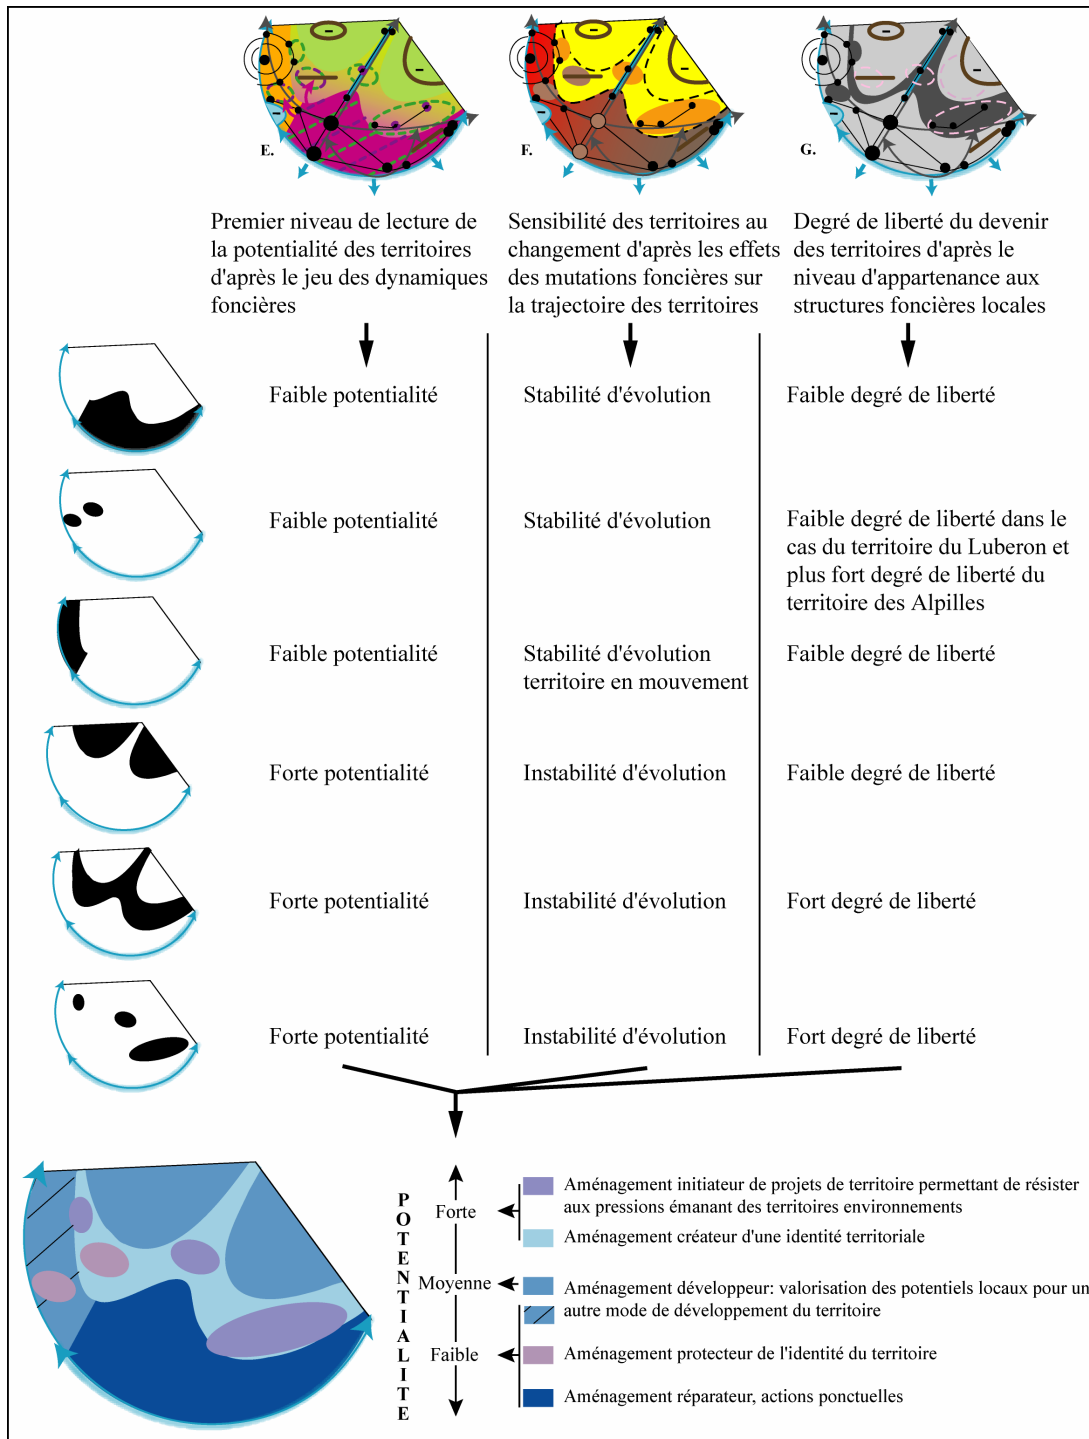 E.
F.
G.
Premier niveau de lecture de
la potentialité des territoires
d'après le jeu des dynamiques
foncières
Sensibilité des territoires au
changement d'après les effets
des mutations foncières sur
la trajectoire des territoires
Degré de liberté du devenir
des territoires d'après le
niveau d'appartenance aux
structures foncières locales
Faible potentialité
Stabilité d'évolution
Faible degré de liberté
Faible potentialité
Stabilité d'évolution
Faible degré de liberté dans le
cas du territoire du Luberon et
plus fort degré de liberté du
territoire des Alpilles
Faible potentialité
Stabilité d'évolution
territoire en mouvement
Faible degré de liberté
Forte potentialité
Instabilité d'évolution
Faible degré de liberté
Forte potentialité
Instabilité d'évolution
Fort degré de liberté
Forte potentialité
Instabilité d'évolution
Fort degré de liberté
POTENTIALITE
Forte
Moyenne
Faible
Aménagement initiateur de projets de territoire permettant de résister
aux pressions émanant des territoires environnements
Aménagement créateur d'une identité territoriale
Aménagement développeur: valorisation des potentiels locaux pour un
autre mode de développement du territoire
Aménagement protecteur de l'identité du territoire
Aménagement réparateur, actions ponctuelles